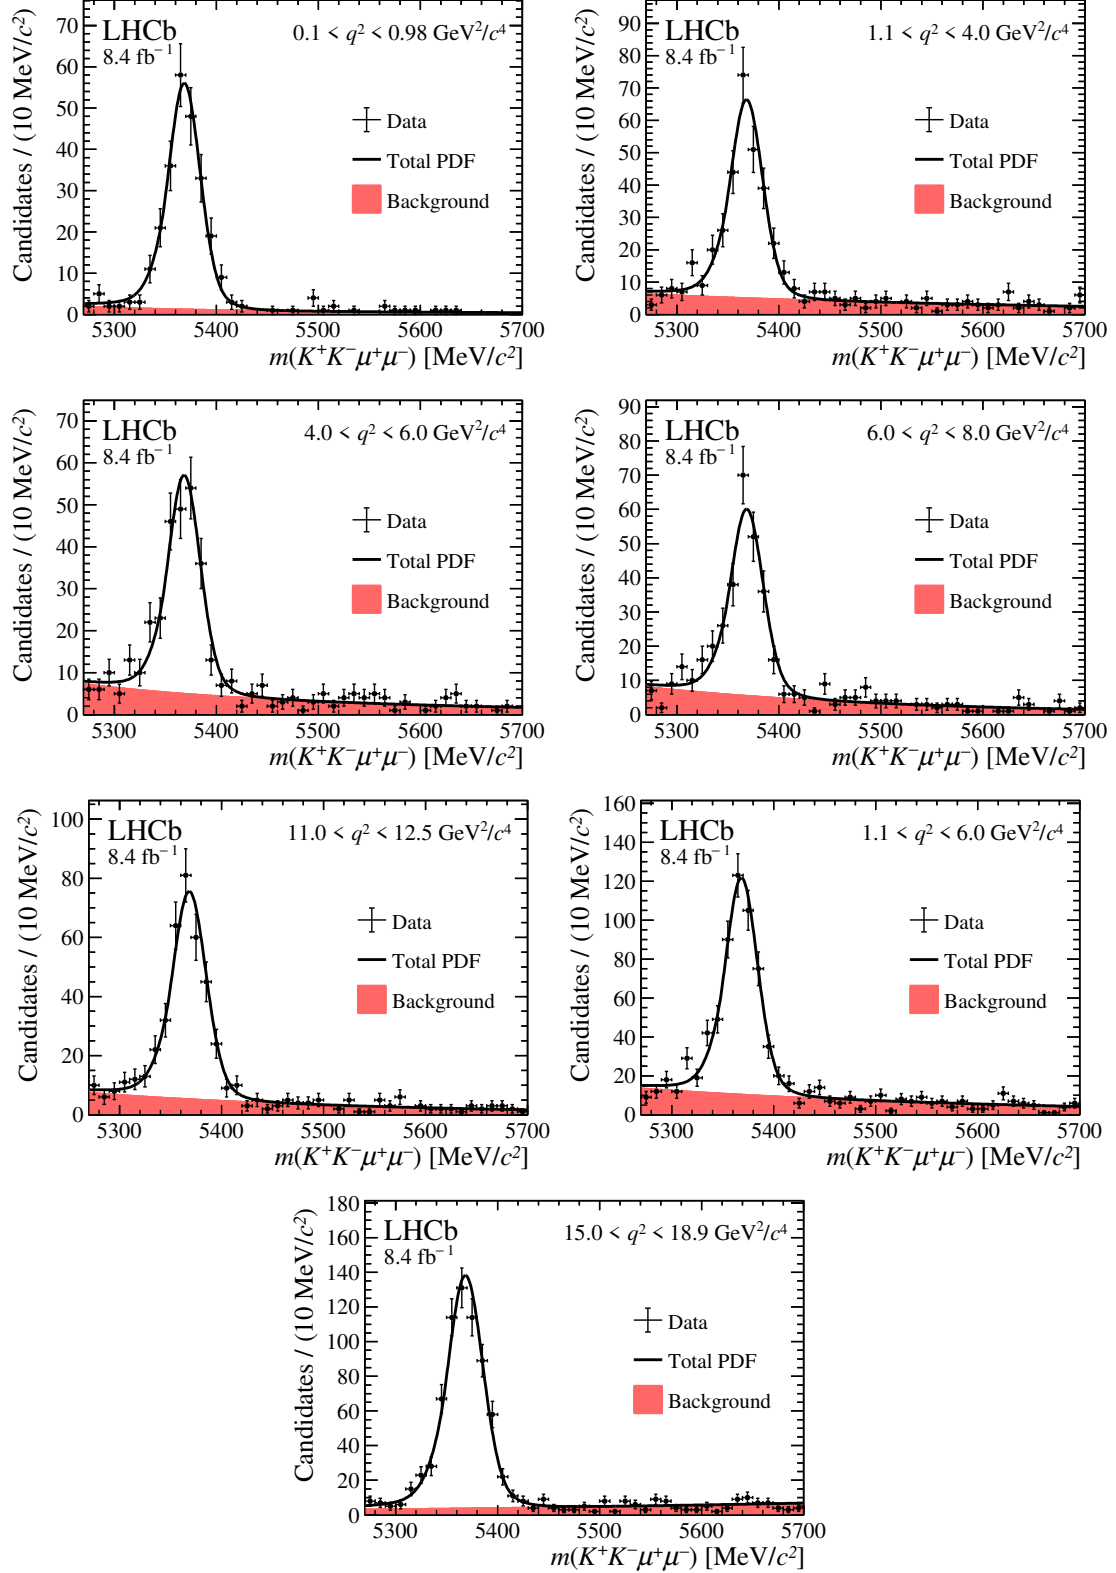 LHCb
8.4 fb⁻¹
0.1 < q² < 0.98 GeV²/c⁴
Data
Total PDF
Background
Candidates / (10 MeV/c²)
70
60
50
40
30
20
10
0
5300 5400 5500 5600 5700
m(K⁺K⁻μ⁺μ⁻) [MeV/c²]
LHCb
8.4 fb⁻¹
1.1 < q² < 4.0 GeV²/c⁴
Data
Total PDF
Background
Candidates / (10 MeV/c²)
90
80
70
60
50
40
30
20
10
0
5300 5400 5500 5600 5700
m(K⁺K⁻μ⁺μ⁻) [MeV/c²]
LHCb
8.4 fb⁻¹
4.0 < q² < 6.0 GeV²/c⁴
Data
Total PDF
Background
Candidates / (10 MeV/c²)
70
60
50
40
30
20
10
0
5300 5400 5500 5600 5700
m(K⁺K⁻μ⁺μ⁻) [MeV/c²]
LHCb
8.4 fb⁻¹
6.0 < q² < 8.0 GeV²/c⁴
Data
Total PDF
Background
Candidates / (10 MeV/c²)
90
80
70
60
50
40
30
20
10
0
5300 5400 5500 5600 5700
m(K⁺K⁻μ⁺μ⁻) [MeV/c²]
LHCb
8.4 fb⁻¹
11.0 < q² < 12.5 GeV²/c⁴
Data
Total PDF
Background
Candidates / (10 MeV/c²)
100
80
60
40
20
0
5300 5400 5500 5600 5700
m(K⁺K⁻μ⁺μ⁻) [MeV/c²]
LHCb
8.4 fb⁻¹
1.1 < q² < 6.0 GeV²/c⁴
Data
Total PDF
Background
Candidates / (10 MeV/c²)
160
140
120
100
80
60
40
20
0
5300 5400 5500 5600 5700
m(K⁺K⁻μ⁺μ⁻) [MeV/c²]
LHCb
8.4 fb⁻¹
15.0 < q² < 18.9 GeV²/c⁴
Data
Total PDF
Background
Candidates / (10 MeV/c²)
180
160
140
120
100
80
60
40
20
0
5300 5400 5500 5600 5700
m(K⁺K⁻μ⁺μ⁻) [MeV/c²]